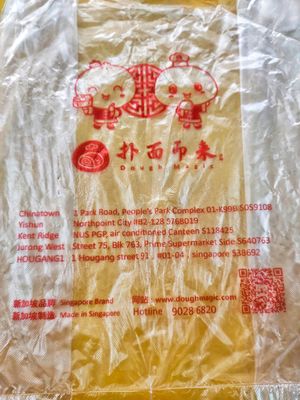 扑面而来
Dough Magic
Chinatown 1 Park Road, People's Park Complex 01-K99B S059108
Yishun Northpoint City #B2-128 S768019
Kent Ridge NUS PGP, air conditioned Canteen S118425
Jurong West Street 75, Blk 763, Prime Supermarket Side S640763
HOUGANG1 1 Hougang street 91, #01-04, singapore 538692
新加坡品牌 Singapore Brand 网站: www.doughmagic.com
新加坡制造 Made in Singapore Hotline 9028 6820